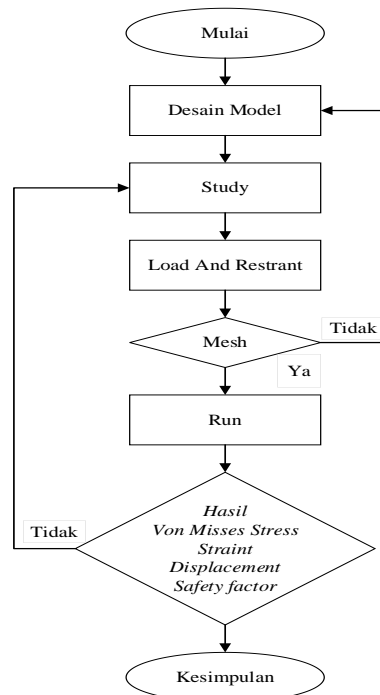 Mulai
Desain Model
Study
Load And Restrant
Mesh
Tidak
Ya
Run
Tidak
Hasil
Von Misses Stress
Straint
Displacement
Safety factor
Kesimpulan